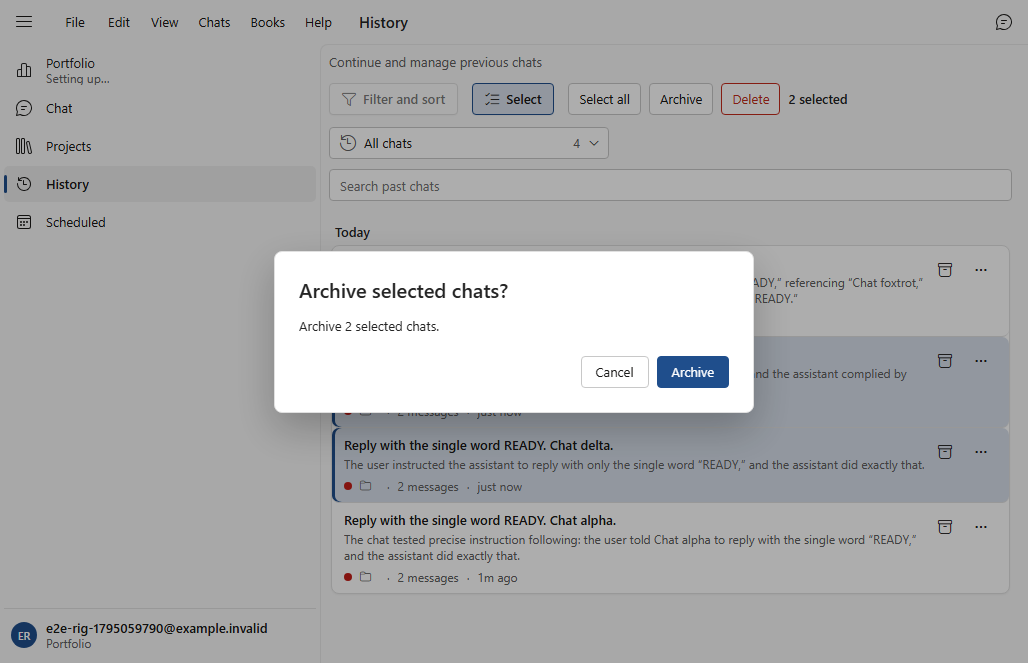 File Edit View Chats Books Help History
Portfolio
Setting up...
Chat
Projects
History
Scheduled
Continue and manage previous chats
Filter and sort Select Select all Archive Delete 2 selected
All chats 4
Search past chats
Today
ADY,” referencing “Chat foxtrot,”
READY.”
Archive selected chats?
Archive 2 selected chats.
Cancel Archive
and the assistant complied by
· 2 messages · just now
Reply with the single word READY. Chat delta.
The user instructed the assistant to reply with only the single word “READY,” and the assistant did exactly that.
· 2 messages · just now
Reply with the single word READY. Chat alpha.
The chat tested precise instruction following: the user told Chat alpha to reply with the single word “READY,”
and the assistant did exactly that.
· 2 messages · 1m ago
ER
e2e-rig-1795059790@example.invalid
Portfolio